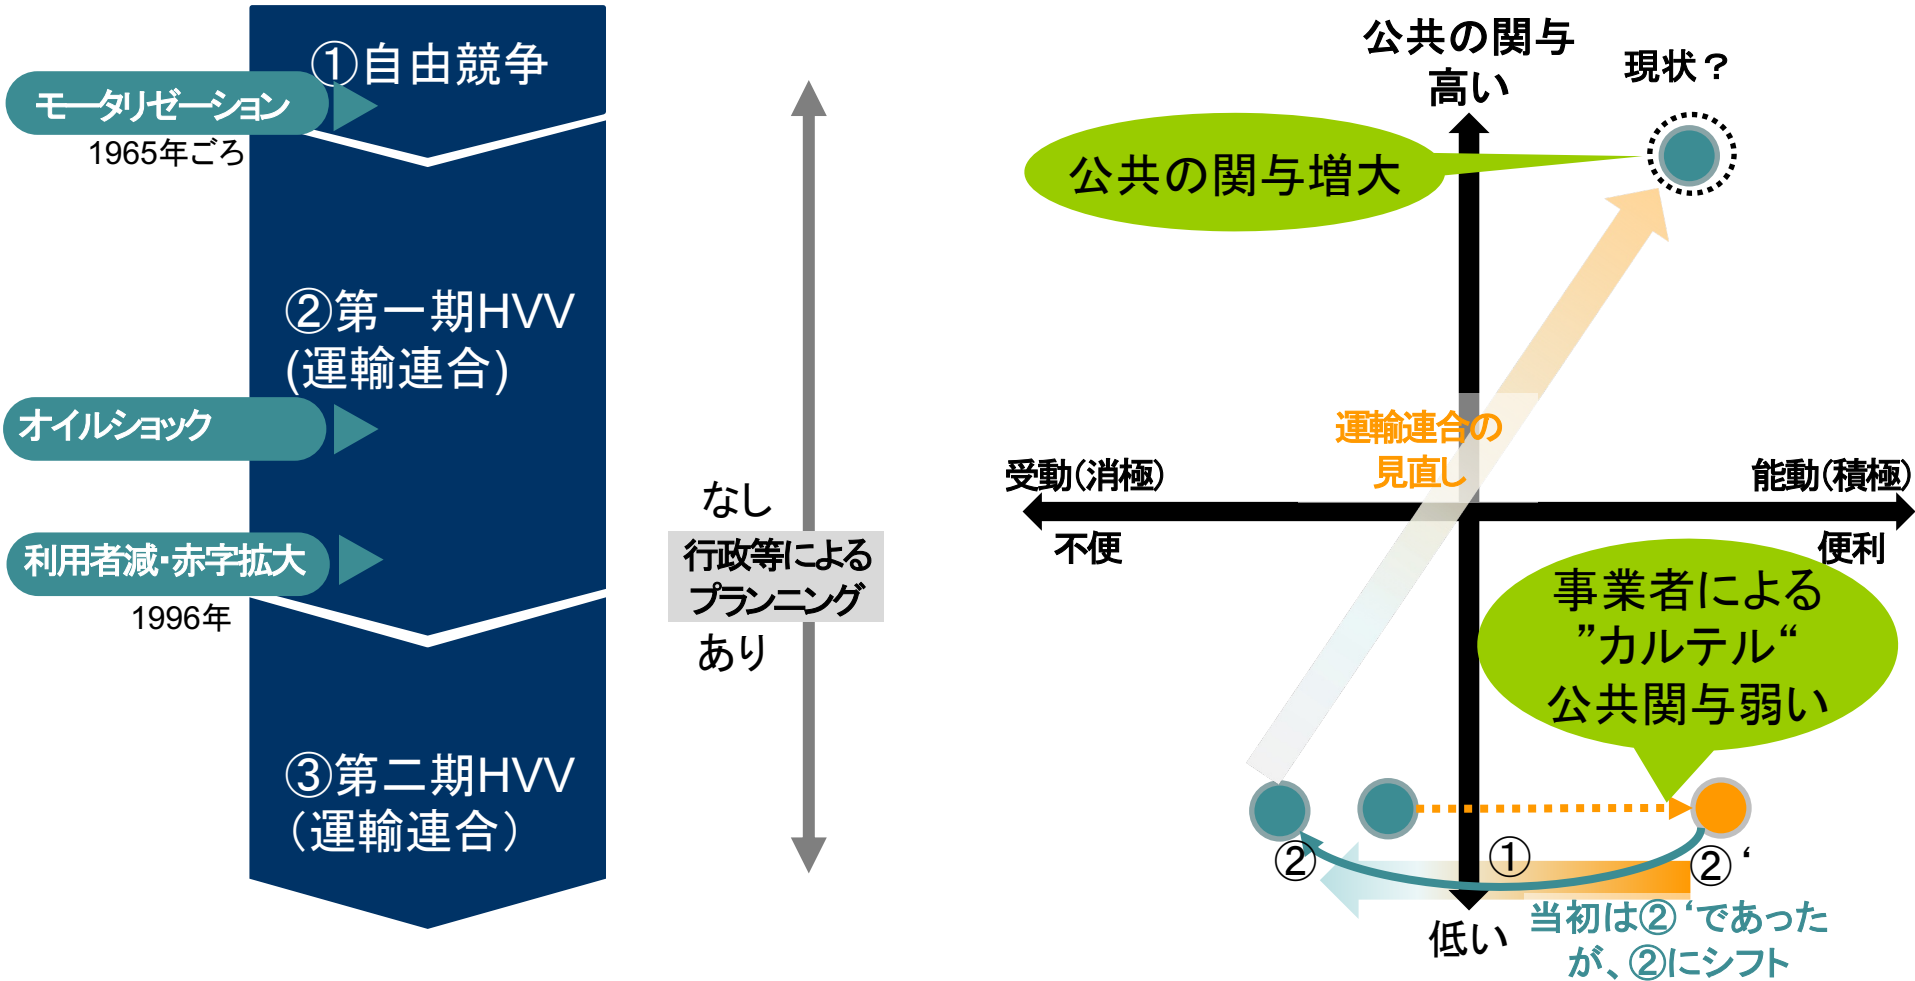 ①自由競争
モータリゼーション
1965年ごろ
②第一期HVV
(運輸連合)
オイルショック
利用者減・赤字拡大
1996年
③第二期HVV
（運輸連合）
なし
行政等による
プランニング
あり
公共の関与
高い
現状？
公共の関与増大
運輸連合の
見直し
受動(消極)
能動(積極)
不便
便利
事業者による
”カルテル“
公共関与弱い
②
①
②‘
低い
当初は②‘であった
が、②にシフト